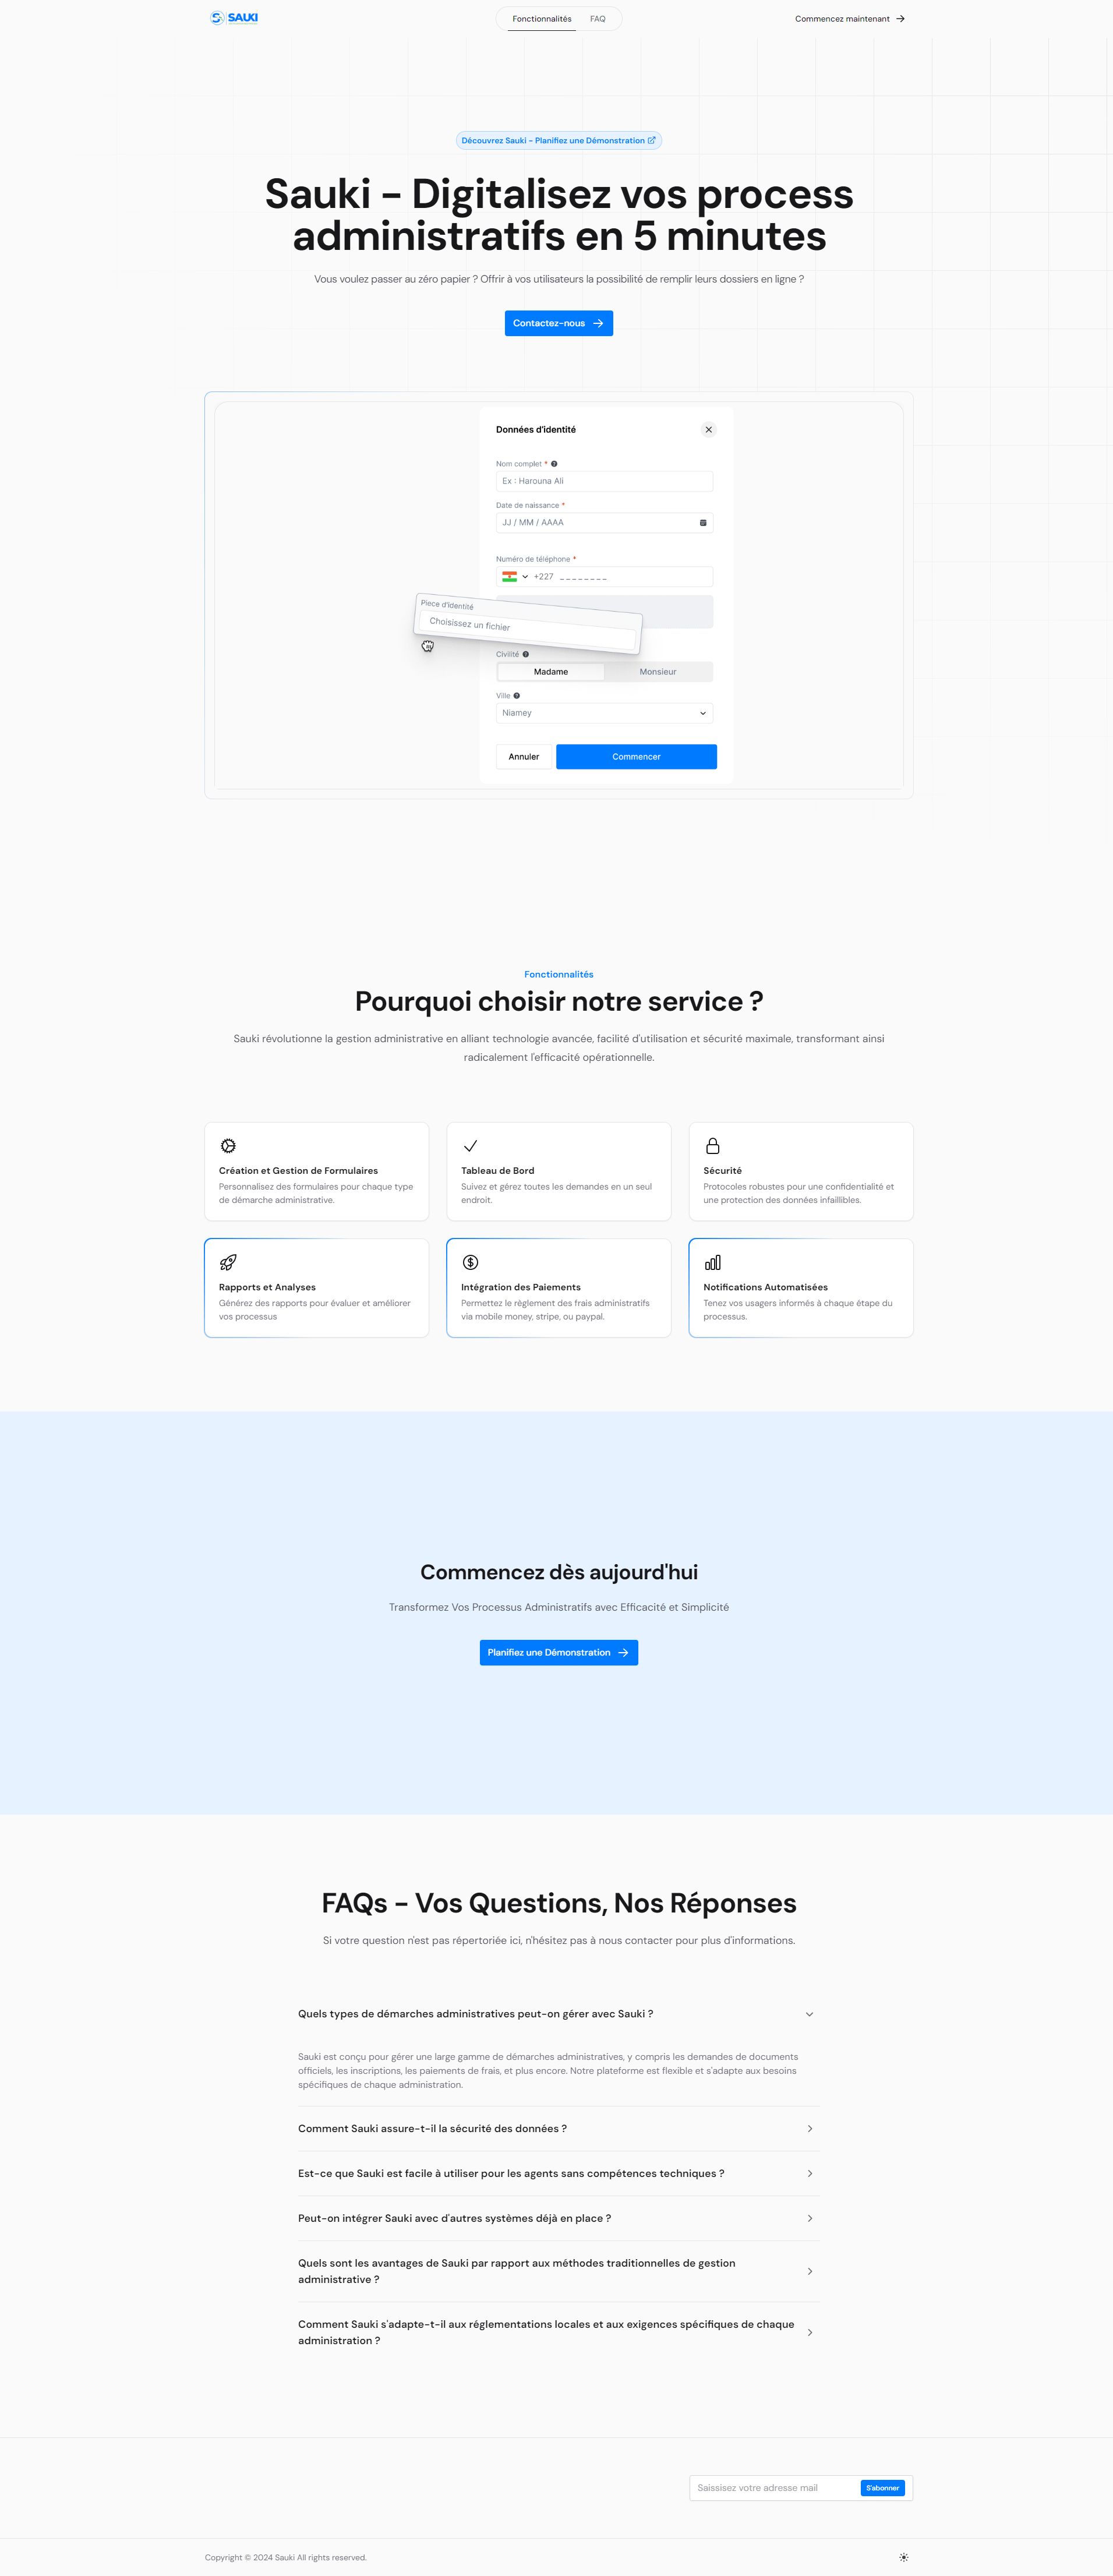 SAUKI
Fonctionnalités
FAQ
Commencez maintenant
Découvrez Sauki - Planifiez une Démonstration
Sauki - Digitalisez vos process
administratifs en 5 minutes
Vous voulez passer au zéro papier ? Offrir à vos utilisateurs la possibilité de remplir leurs dossiers en ligne ?
Contactez-nous
Données d'identité
Nom complet *
Ex : Harouna Ali
Date de naissance *
JJ / MM / AAAA
Numéro de téléphone *
+227 _ _ _ _ _ _ _ _
Piece d'identité
Choisissez un fichier
Civilité
Madame
Monsieur
Ville
Niamey
Annuler
Commencer
Fonctionnalités
Pourquoi choisir notre service ?
Sauki révolutionne la gestion administrative en alliant technologie avancée, facilité d'utilisation et sécurité maximale, transformant ainsi
radicalement l'efficacité opérationnelle.
Création et Gestion de Formulaires
Personnalisez des formulaires pour chaque type
de démarche administrative.
Tableau de Bord
Suivez et gérez toutes les demandes en un seul
endroit.
Sécurité
Protocoles robustes pour une confidentialité et
une protection des données infaillibles.
Rapports et Analyses
Générez des rapports pour évaluer et améliorer
vos processus
Intégration des Paiements
Permettez le règlement des frais administratifs
via mobile money, stripe, ou paypal.
Notifications Automatisées
Tenez vos usagers informés à chaque étape du
processus.
Commencez dès aujourd'hui
Transformez Vos Processus Administratifs avec Efficacité et Simplicité
Planifiez une Démonstration
FAQs - Vos Questions, Nos Réponses
Si votre question n'est pas répertoriée ici, n'hésitez pas à nous contacter pour plus d'informations.
Quels types de démarches administratives peut-on gérer avec Sauki ?
Sauki est conçu pour gérer une large gamme de démarches administratives, y compris les demandes de documents
officiels, les inscriptions, les paiements de frais, et plus encore. Notre plateforme est flexible et s'adapte aux besoins
spécifiques de chaque administration.
Comment Sauki assure-t-il la sécurité des données ?
Est-ce que Sauki est facile à utiliser pour les agents sans compétences techniques ?
Peut-on intégrer Sauki avec d'autres systèmes déjà en place ?
Quels sont les avantages de Sauki par rapport aux méthodes traditionnelles de gestion
administrative ?
Comment Sauki s'adapte-t-il aux réglementations locales et aux exigences spécifiques de chaque
administration ?
Saissisez votre adresse mail
S'abonner
Copyright © 2024 Sauki All rights reserved.